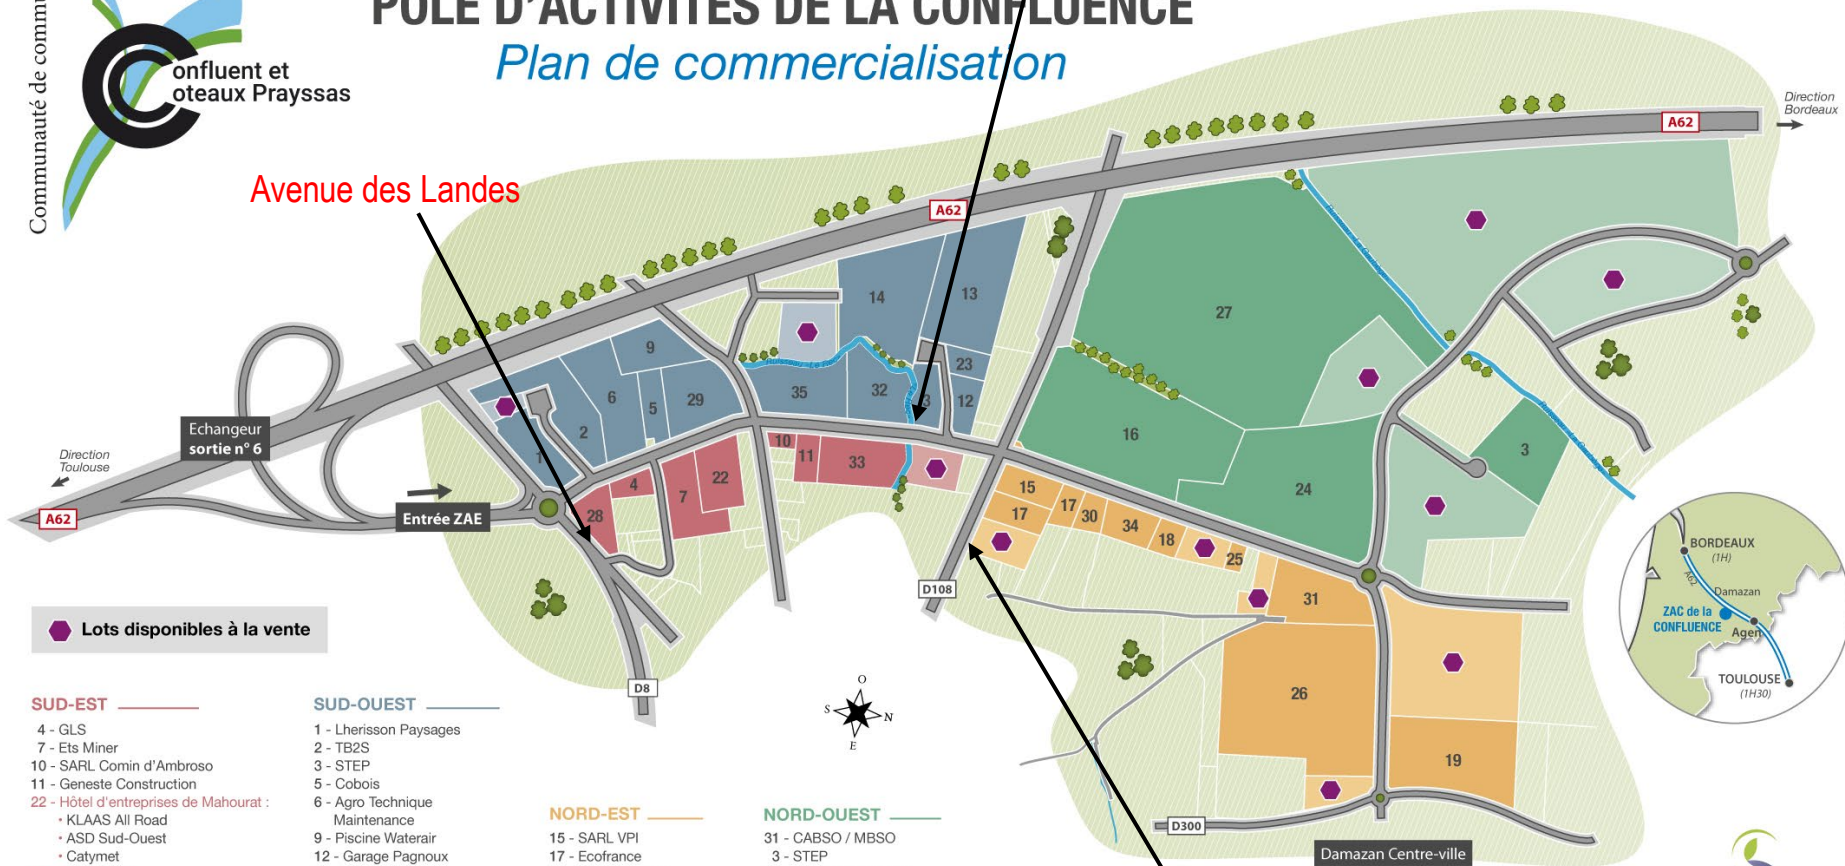 Communauté de commu
onfluent et
oteaux Prayssas
PÔLE D'ACTIVITÉS DE LA CONFLUENCE
Plan de commercialisation
Avenue des Landes
Direction
Bordeaux
A62
A62
A62
Echangeur
sortie n° 6
Direction
Toulouse
Entrée ZAE
14
13
27
9
6
5
29
2
1
35
32
3
23
12
16
24
3
10
11
33
4
7
22
28
15
17
17
30
34
18
25
31
26
19
D108
D8
D300
Damazan Centre-ville
O
S
N
E
BORDEAUX
(1H)
A62
Damazan
ZAC de la
CONFLUENCE
Agen
TOULOUSE
(1H30)
Lots disponibles à la vente
SUD-EST
4 - GLS
7 - Ets Miner
10 - SARL Comin d'Ambroso
11 - Geneste Construction
22 - Hôtel d'entreprises de Mahourat :
• KLAAS All Road
• ASD Sud-Ouest
• Catymet
SUD-OUEST
1 - Lherisson Paysages
2 - TB2S
3 - STEP
5 - Cobois
6 - Agro Technique
Maintenance
9 - Piscine Waterair
12 - Garage Pagnoux
NORD-EST
15 - SARL VPI
17 - Ecofrance
NORD-OUEST
31 - CABSO / MBSO
3 - STEP